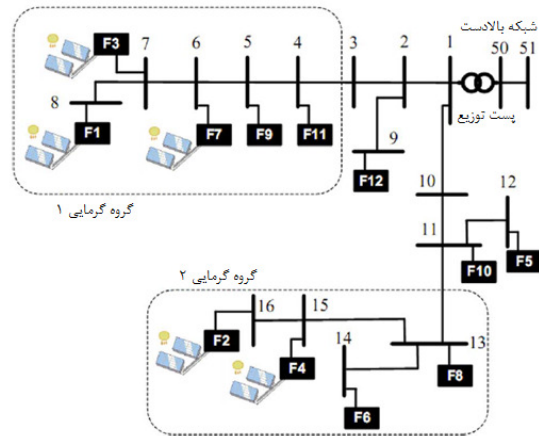 شبکه بالادست
F3 7 6 5 4 3 2 1 50 51
8
پست توزیع
F1 F7 F9 F11 9
F12
گروه گرمایی ۱
10 12
11
F10 F5
گروه گرمایی ۲
16 15
14 13
F2 F4 F8
F6